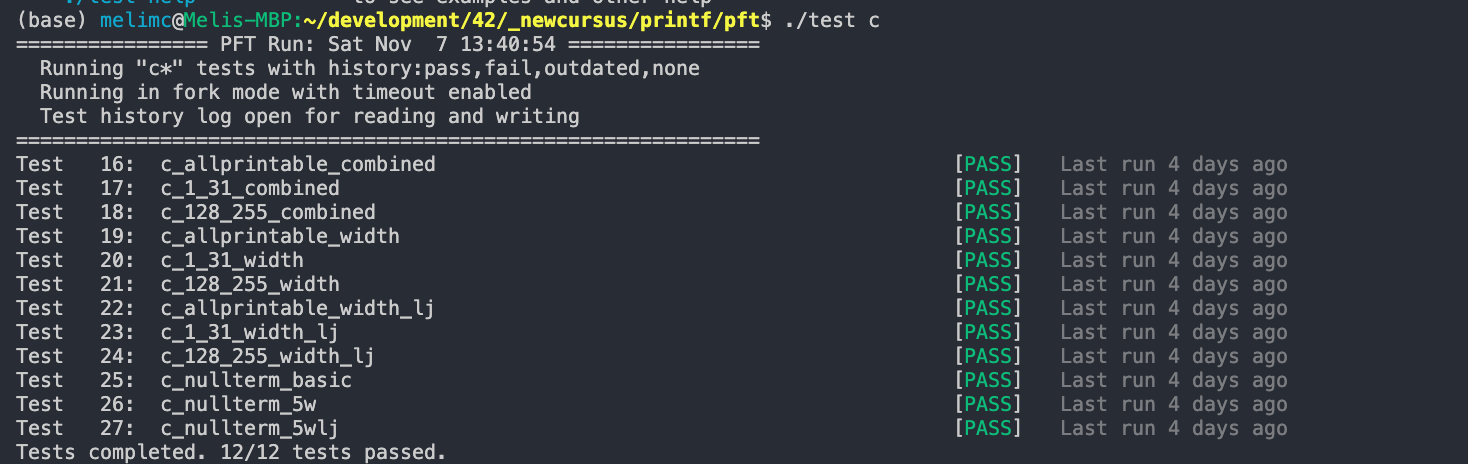 ./test help to see examples and other help
(base) melimc@Melis-MBP:~/development/42/_newcursus/printf/pft$ ./test c
================ PFT Run: Sat Nov  7 13:40:54 ================
  Running "c*" tests with history:pass,fail,outdated,none
  Running in fork mode with timeout enabled
  Test history log open for reading and writing
==============================================================
Test   16:  c_allprintable_combined [PASS]   Last run 4 days ago
Test   17:  c_1_31_combined [PASS]   Last run 4 days ago
Test   18:  c_128_255_combined [PASS]   Last run 4 days ago
Test   19:  c_allprintable_width [PASS]   Last run 4 days ago
Test   20:  c_1_31_width [PASS]   Last run 4 days ago
Test   21:  c_128_255_width [PASS]   Last run 4 days ago
Test   22:  c_allprintable_width_lj [PASS]   Last run 4 days ago
Test   23:  c_1_31_width_lj [PASS]   Last run 4 days ago
Test   24:  c_128_255_width_lj [PASS]   Last run 4 days ago
Test   25:  c_nullterm_basic [PASS]   Last run 4 days ago
Test   26:  c_nullterm_5w [PASS]   Last run 4 days ago
Test   27:  c_nullterm_5wlj [PASS]   Last run 4 days ago
Tests completed. 12/12 tests passed.